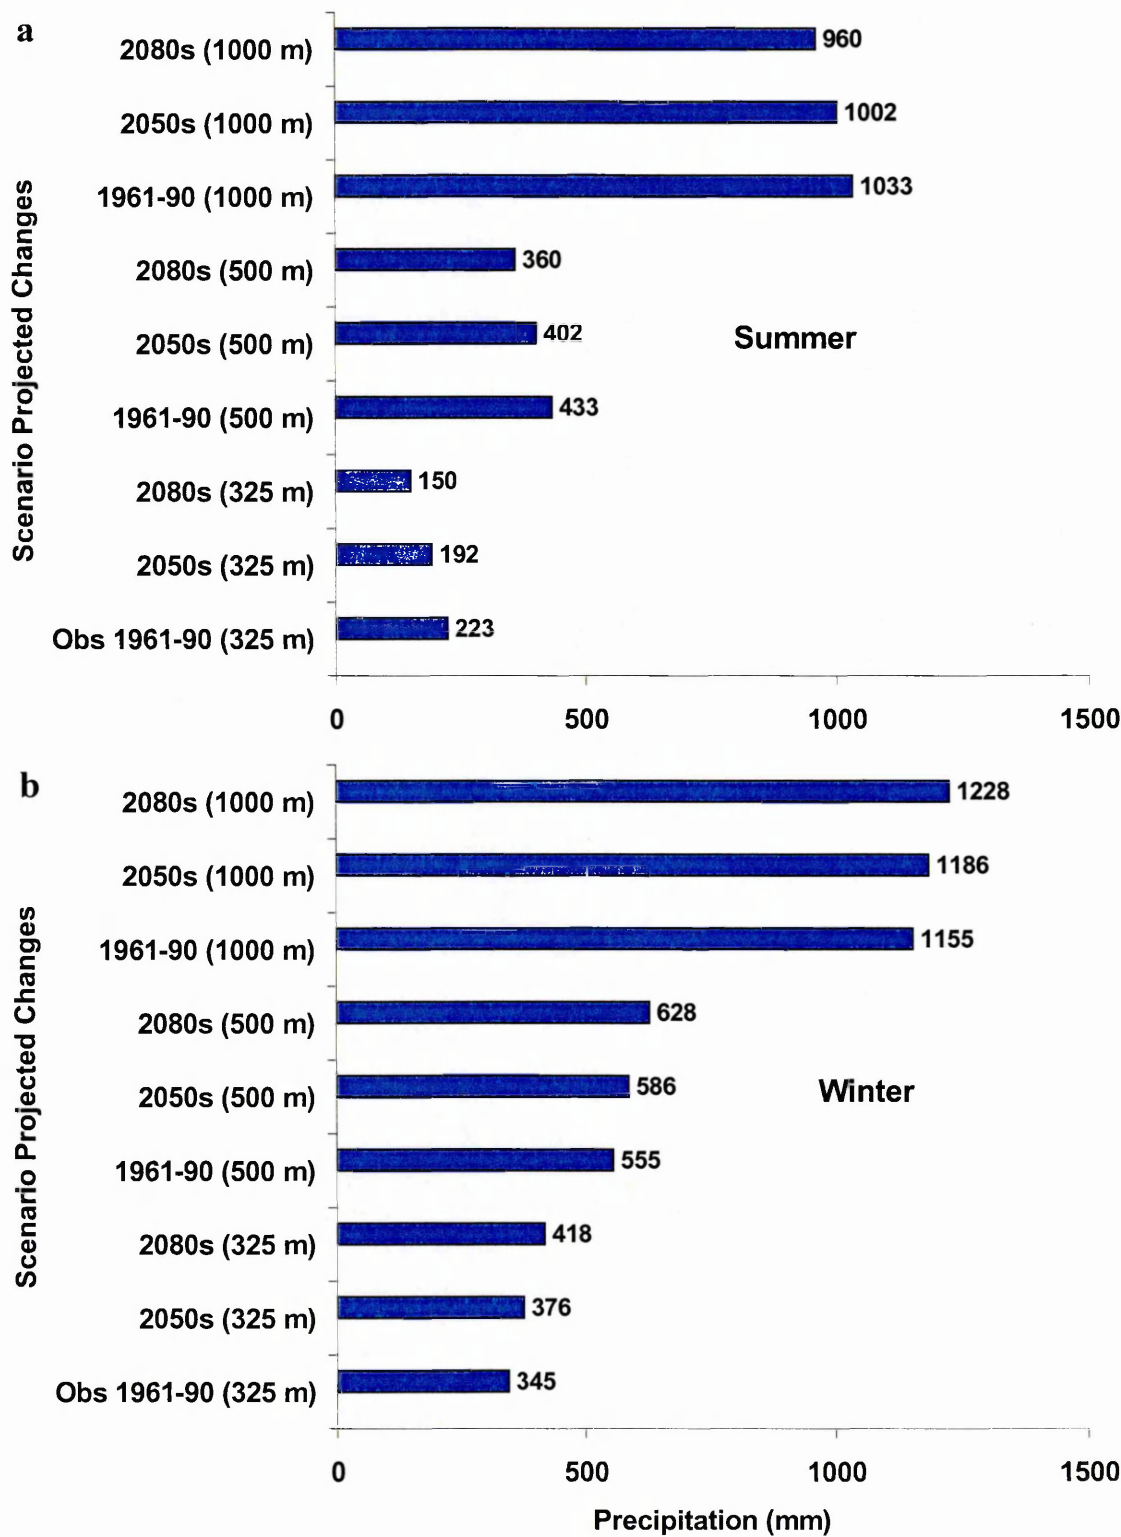 a
Scenario Projected Changes
2080s (1000 m) 960
2050s (1000 m) 1002
1961-90 (1000 m) 1033
2080s (500 m) 360
2050s (500 m) 402
Summer
1961-90 (500 m) 433
2080s (325 m) 150
2050s (325 m) 192
Obs 1961-90 (325 m) 223
0 500 1000 1500
b
Scenario Projected Changes
2080s (1000 m) 1228
2050s (1000 m) 1186
1961-90 (1000 m) 1155
2080s (500 m) 628
2050s (500 m) 586
Winter
1961-90 (500 m) 555
2080s (325 m) 418
2050s (325 m) 376
Obs 1961-90 (325 m) 345
0 500 1000 1500
Precipitation (mm)